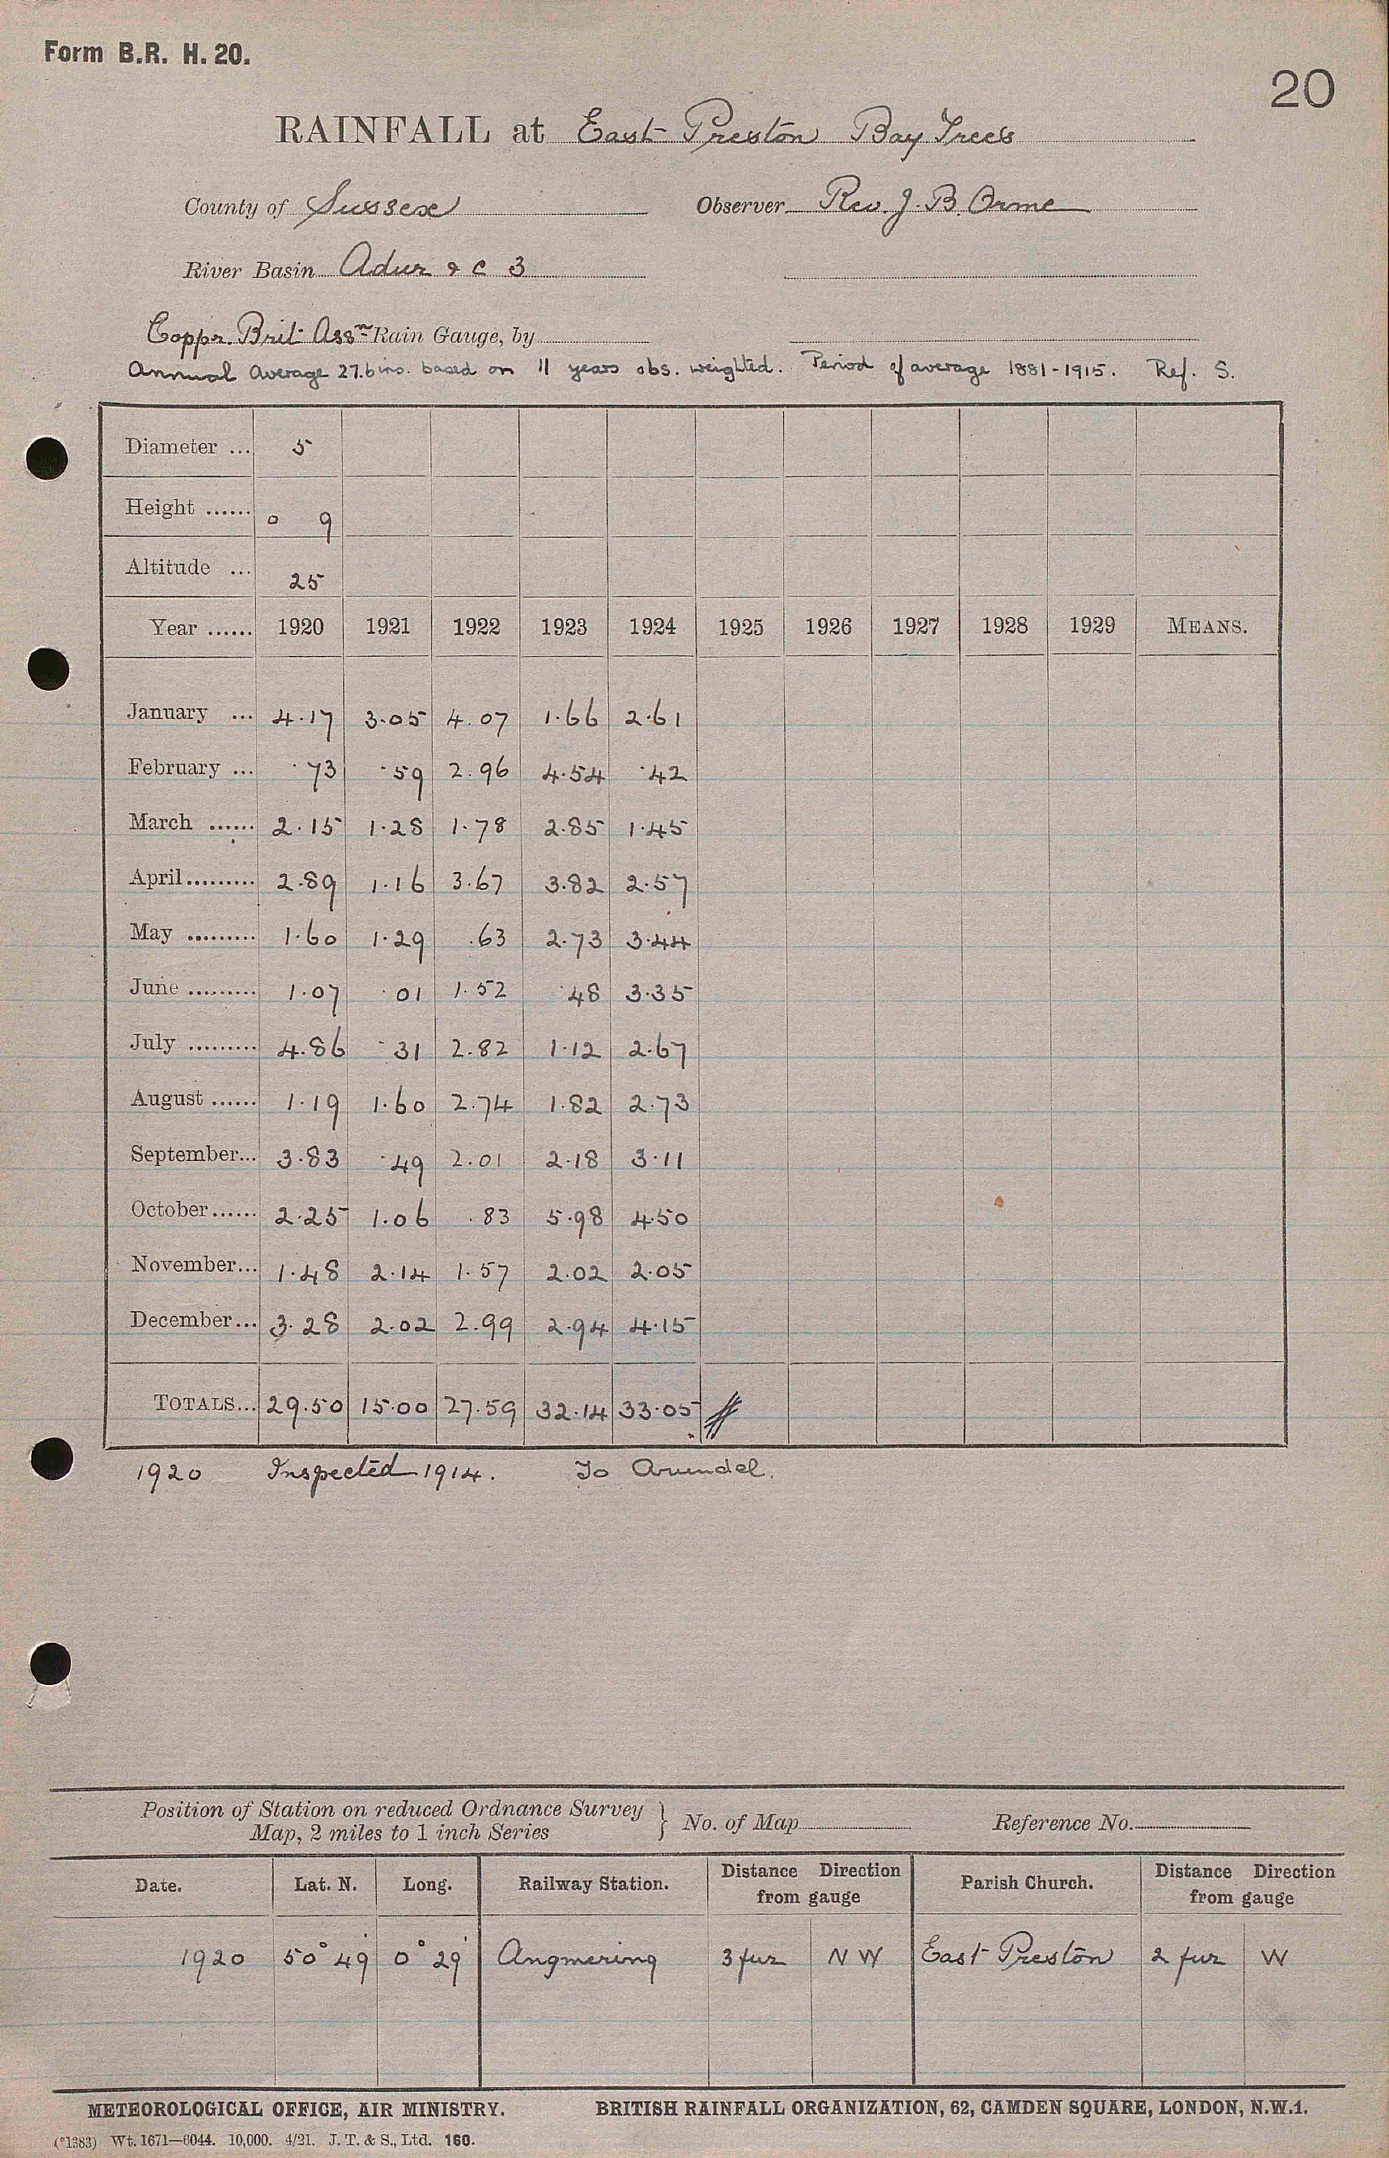 Form B.R. H. 20.
20
RAINFALL at East Preston Bay Trees
County of Sussex Observer Rev. J. B. Orme
River Basin Adur & c 3
Coppr. Brit Assn Rain Gauge, by
Annual Average 27.6 ins. based on 11 years obs. weighted. Period of average 1881-1915. Ref. S.
Diameter ... 5
Height ...... 0 9
Altitude ... 25
Year ...... 1920 1921 1922 1923 1924 1925 1926 1927 1928 1929 MEANS.
January ... 4.17 3.05 4.07 1.66 2.61
February ... .73 .59 2.96 4.54 .42
March ...... 2.15 1.28 1.78 2.85 1.45
April ......... 2.89 1.16 3.67 3.82 2.57
May ......... 1.60 1.29 .63 2.73 3.44
June ......... 1.07 .01 1.52 .48 3.35
July ......... 4.86 .31 2.82 1.12 2.67
August ...... 1.19 1.60 2.74 1.82 2.73
September... 3.83 .49 2.01 2.18 3.11
October...... 2.25 1.06 .83 5.98 4.50
November... 1.48 2.14 1.57 2.02 2.05
December... 3.28 2.02 2.99 2.94 4.15
TOTALS... 29.50 15.00 27.59 32.14 33.05
1920 Inspected 1914. To Arundel.
Position of Station on reduced Ordnance Survey
Map, 2 miles to 1 inch Series } No. of Map Reference No.
Date. Lat. N. Long. Railway Station. Distance Direction from gauge Parish Church. Distance Direction from gauge
1920 50° 49' 0° 29' Angmering 3 fur N W East Preston 2 fur W
METEOROLOGICAL OFFICE, AIR MINISTRY. BRITISH RAINFALL ORGANIZATION, 62, CAMDEN SQUARE, LONDON, N.W.1.
(*1383) Wt. 1671—6044. 10,000. 4/21. J. T. & S., Ltd. 160.